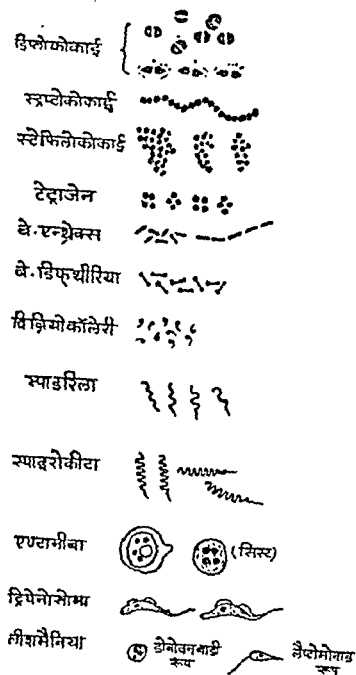 डिप्लोकोकाई
स्ट्रप्टोकोकाई
स्टेफिलोकोकाई
टेट्राजेन
बे. एन्थ्रेक्स
बे. डिफ्थीरिया
विब्रियोकॉलेरी
स्पाइरिला
स्पाइरोकीटा
एण्टामीबा
(सिस्ट)
ट्रिपेनोसोमा
लीशमैनिया
डोनोवनबाडी
रूप
लैप्टोमोनाड
रूप